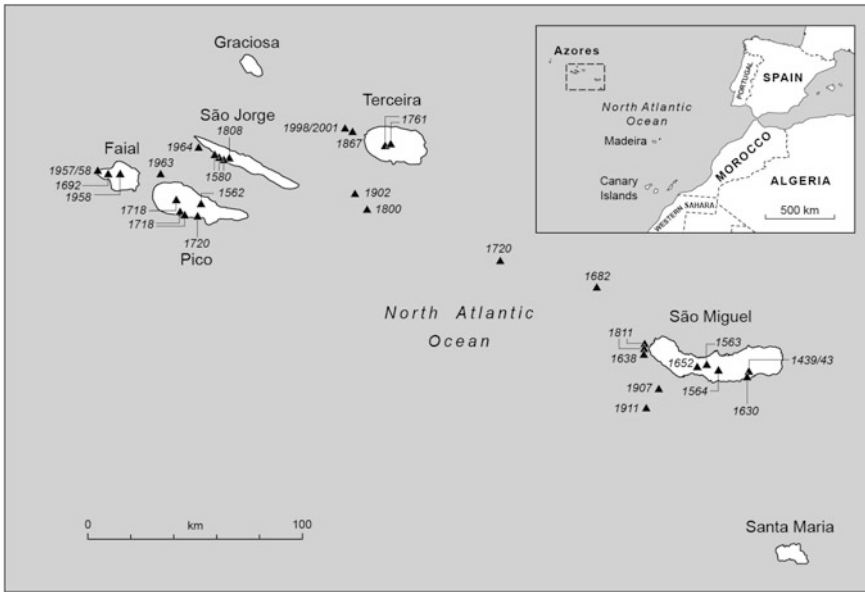 Graciosa
São Jorge
1808
1964
1580
Terceira
1761
1998/2001
1867
1902
1800
Faial
1957/58
1692
1958
1963
1562
1718
1718
1720
Pico
1720
1682
North Atlantic
Ocean
São Miguel
1811
1638
1563
1652
1439/43
1564
1630
1907
1911
Santa Maria
0 km 100
Azores
PORTUGAL
SPAIN
North Atlantic
Ocean
Madeira
MOROCCO
Canary
Islands
ALGERIA
WESTERN SAHARA
500 km